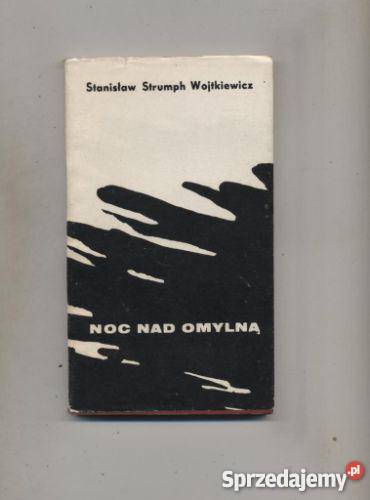 Stanisław Strumph Wojtkiewicz
NOC NAD OMYLNĄ
Sprzedajemy.pl